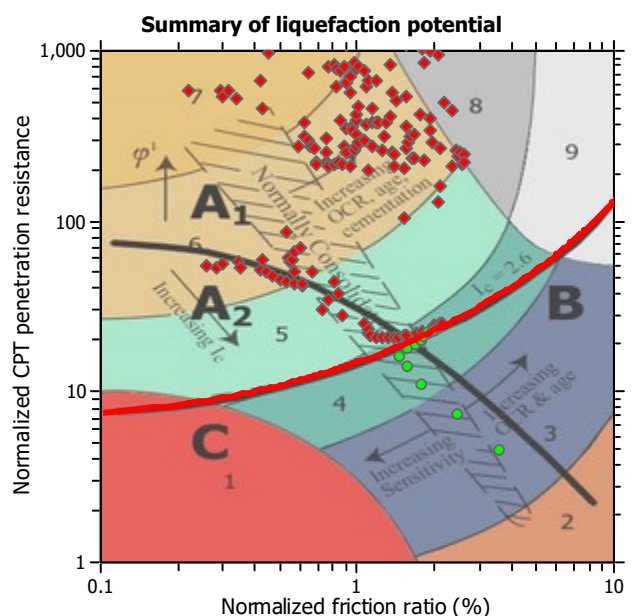 Summary of liquefaction potential
Normalized CPT penetration resistance
1,000
100
10
1
7
8
9
φ'
A1
Normally Consolidated
Increasing
OCR, age,
cementation
6
A2
Increasing Ic
5
Ic = 2.6
B
4
Increasing
OCR & age
3
Increasing
Sensitivity
C
1
2
0.1
1
10
Normalized friction ratio (%)